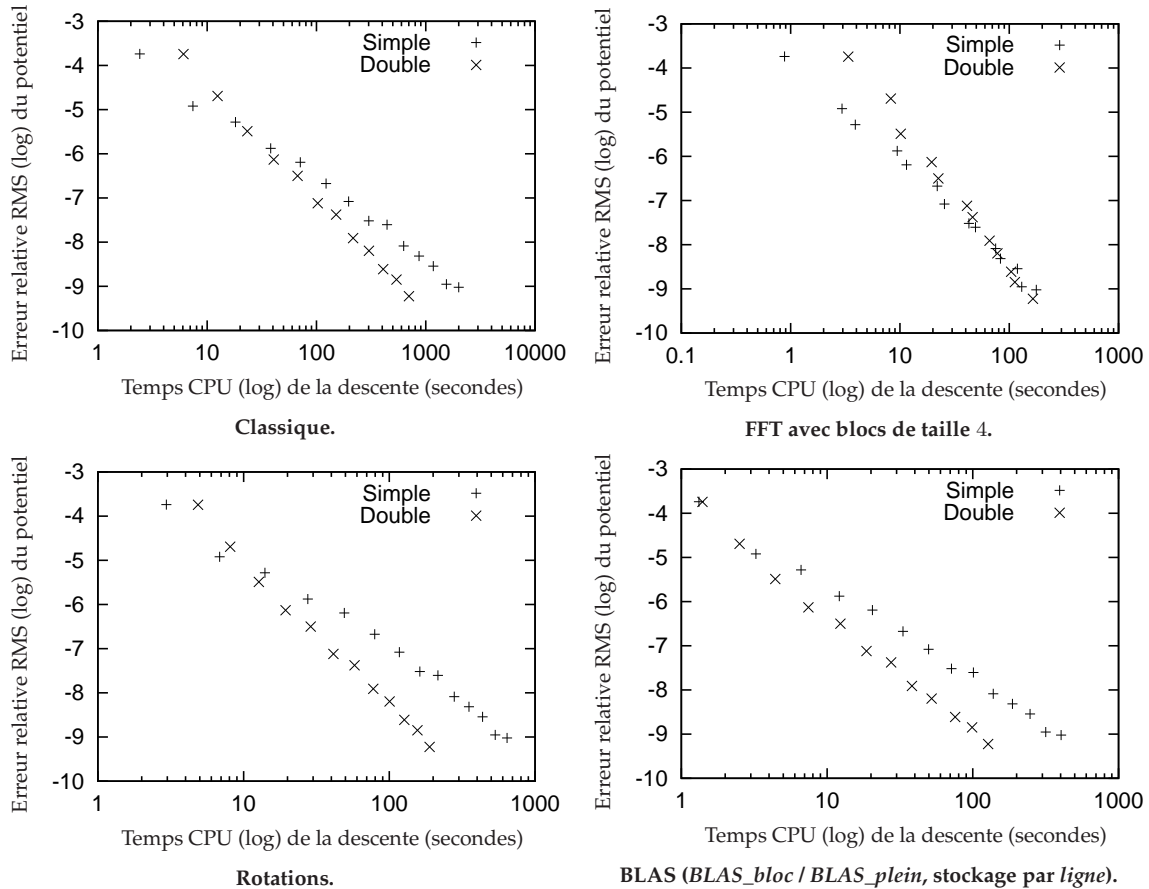 Erreur relative RMS (log) du potentiel
-3
-4
-5
-6
-7
-8
-9
-10
Simple
Double
1
10
100
1000
10000
Temps CPU (log) de la descente (secondes)
Classique.
Erreur relative RMS (log) du potentiel
-3
-4
-5
-6
-7
-8
-9
-10
Simple
Double
0.1
1
10
100
1000
Temps CPU (log) de la descente (secondes)
FFT avec blocs de taille 4.
Erreur relative RMS (log) du potentiel
-3
-4
-5
-6
-7
-8
-9
-10
Simple
Double
1
10
100
1000
Temps CPU (log) de la descente (secondes)
Rotations.
Erreur relative RMS (log) du potentiel
-3
-4
-5
-6
-7
-8
-9
-10
Simple
Double
1
10
100
1000
Temps CPU (log) de la descente (secondes)
BLAS (BLAS_bloc / BLAS_plein, stockage par ligne).